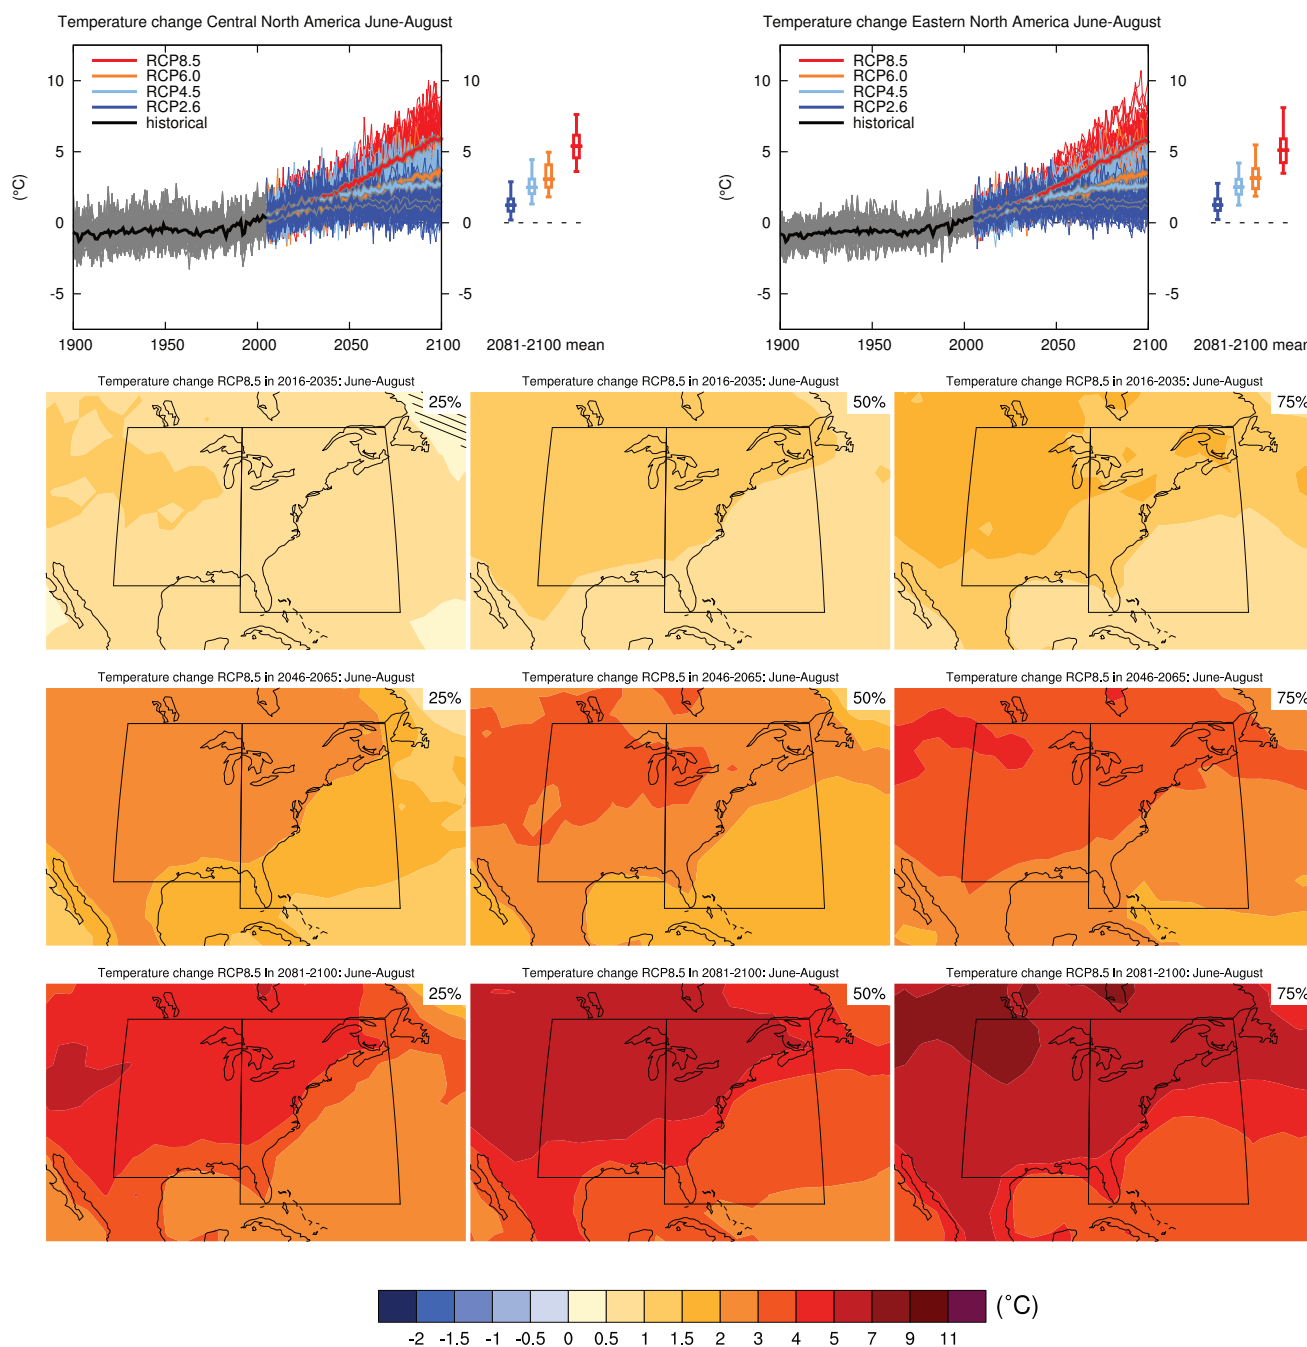 Temperature change Central North America June-August
Temperature change Eastern North America June-August
RCP8.5
RCP6.0
RCP4.5
RCP2.6
historical
10
5
0
-5
(°C)
10
5
0
-5
1900 1950 2000 2050 2100
2081-2100 mean
RCP8.5
RCP6.0
RCP4.5
RCP2.6
historical
10
5
0
-5
(°C)
10
5
0
-5
1900 1950 2000 2050 2100
2081-2100 mean
Temperature change RCP8.5 in 2016-2035: June-August
25%
Temperature change RCP8.5 in 2016-2035: June-August
50%
Temperature change RCP8.5 in 2016-2035: June-August
75%
Temperature change RCP8.5 in 2046-2065: June-August
25%
Temperature change RCP8.5 in 2046-2065: June-August
50%
Temperature change RCP8.5 in 2046-2065: June-August
75%
Temperature change RCP8.5 in 2081-2100: June-August
25%
Temperature change RCP8.5 in 2081-2100: June-August
50%
Temperature change RCP8.5 in 2081-2100: June-August
75%
(°C)
-2 -1.5 -1 -0.5 0 0.5 1 1.5 2 3 4 5 7 9 11